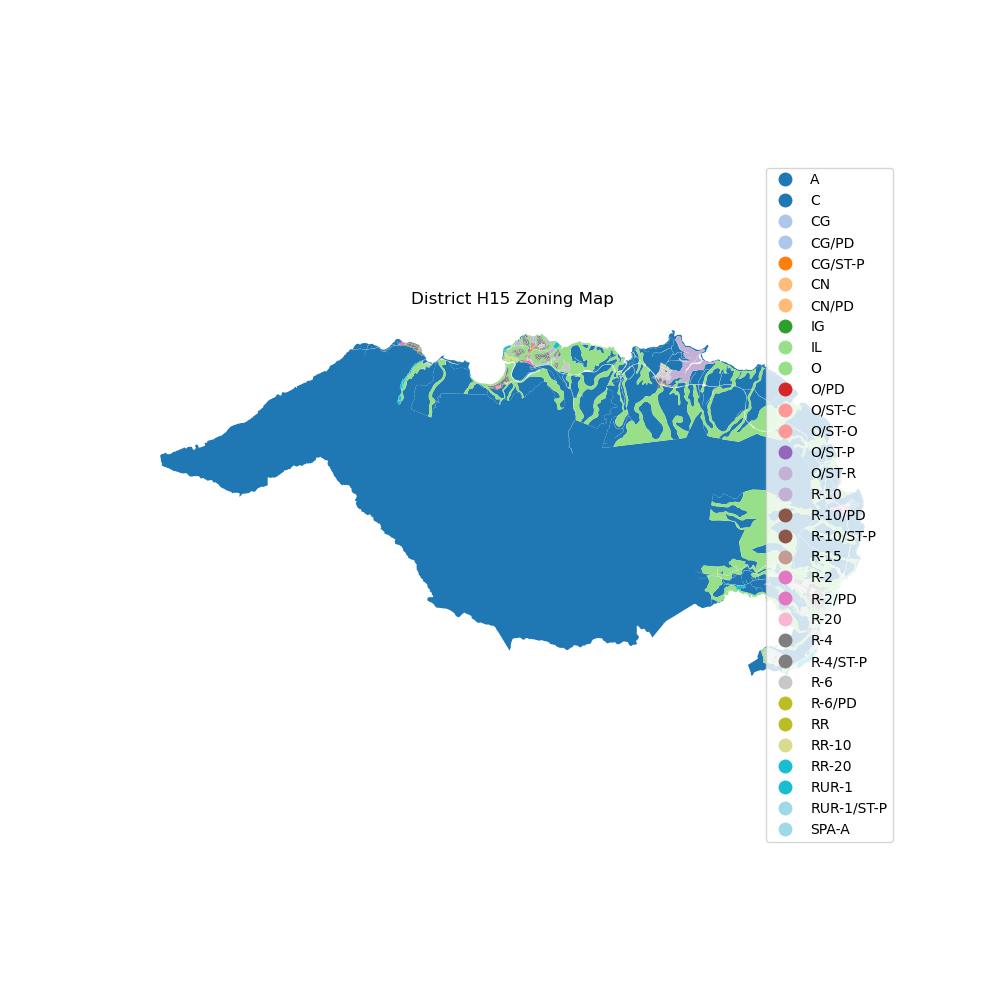 District H15 Zoning Map
A
C
CG
CG/PD
CG/ST-P
CN
CN/PD
IG
IL
O
O/PD
O/ST-C
O/ST-O
O/ST-P
O/ST-R
R-10
R-10/PD
R-10/ST-P
R-15
R-2
R-2/PD
R-20
R-4
R-4/ST-P
R-6
R-6/PD
RR
RR-10
RR-20
RUR-1
RUR-1/ST-P
SPA-A